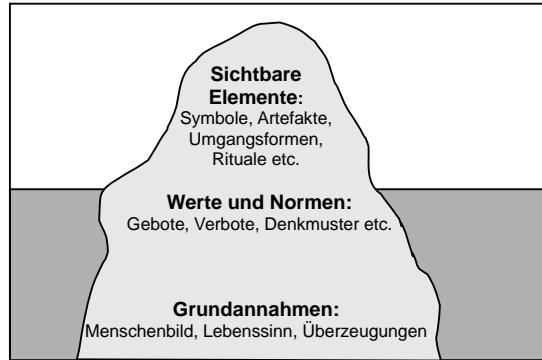 Sichtbare
Elemente:
Symbole, Artefakte,
Umgangsformen,
Rituale etc.
Werte und Normen:
Gebote, Verbote, Denkmuster etc.
Grundannahmen:
Menschenbild, Lebenssinn, Überzeugungen